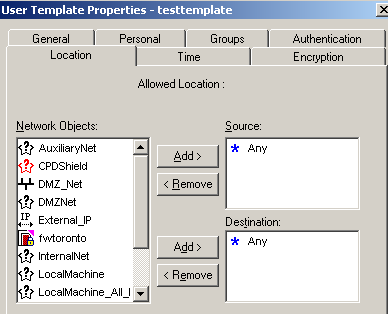 User Template Properties - testtemplate
General Personal Groups Authentication
Location Time Encryption
Allowed Location :
Network Objects: Source:
AuxiliaryNet
CPDShield
DMZ_Net
DMZNet
External_IP
fwtoronto
InternalNet
LocalMachine
LocalMachine_All_I
Add >
< Remove
Any
Destination:
Add >
< Remove
Any
IP